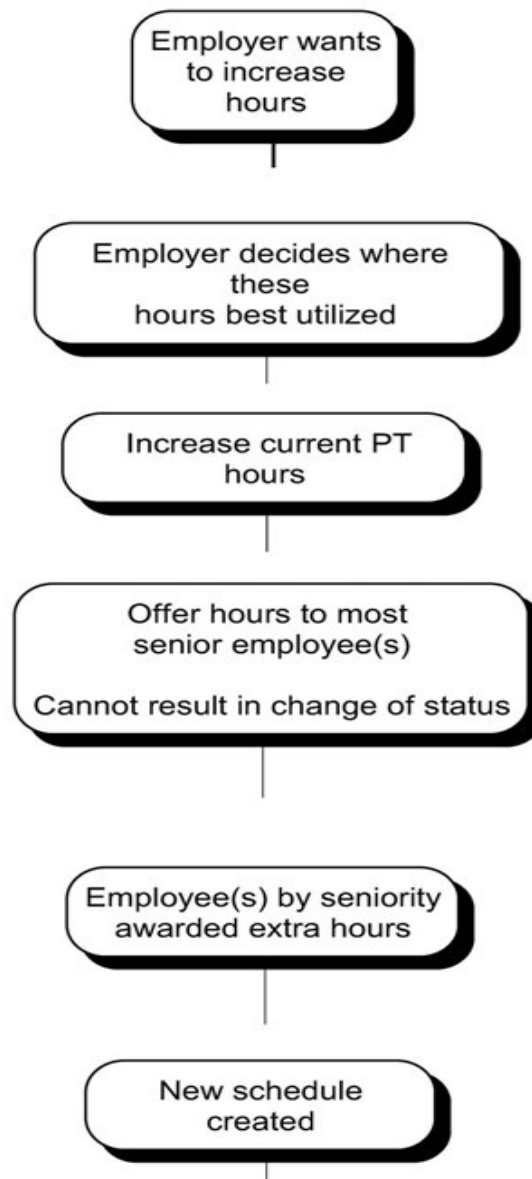 Employer wants
to increase
hours
Employer decides where
these
hours best utilized
Increase current PT
hours
Offer hours to most
senior employee(s)
Cannot result in change of status
Employee(s) by seniority
awarded extra hours
New schedule
created